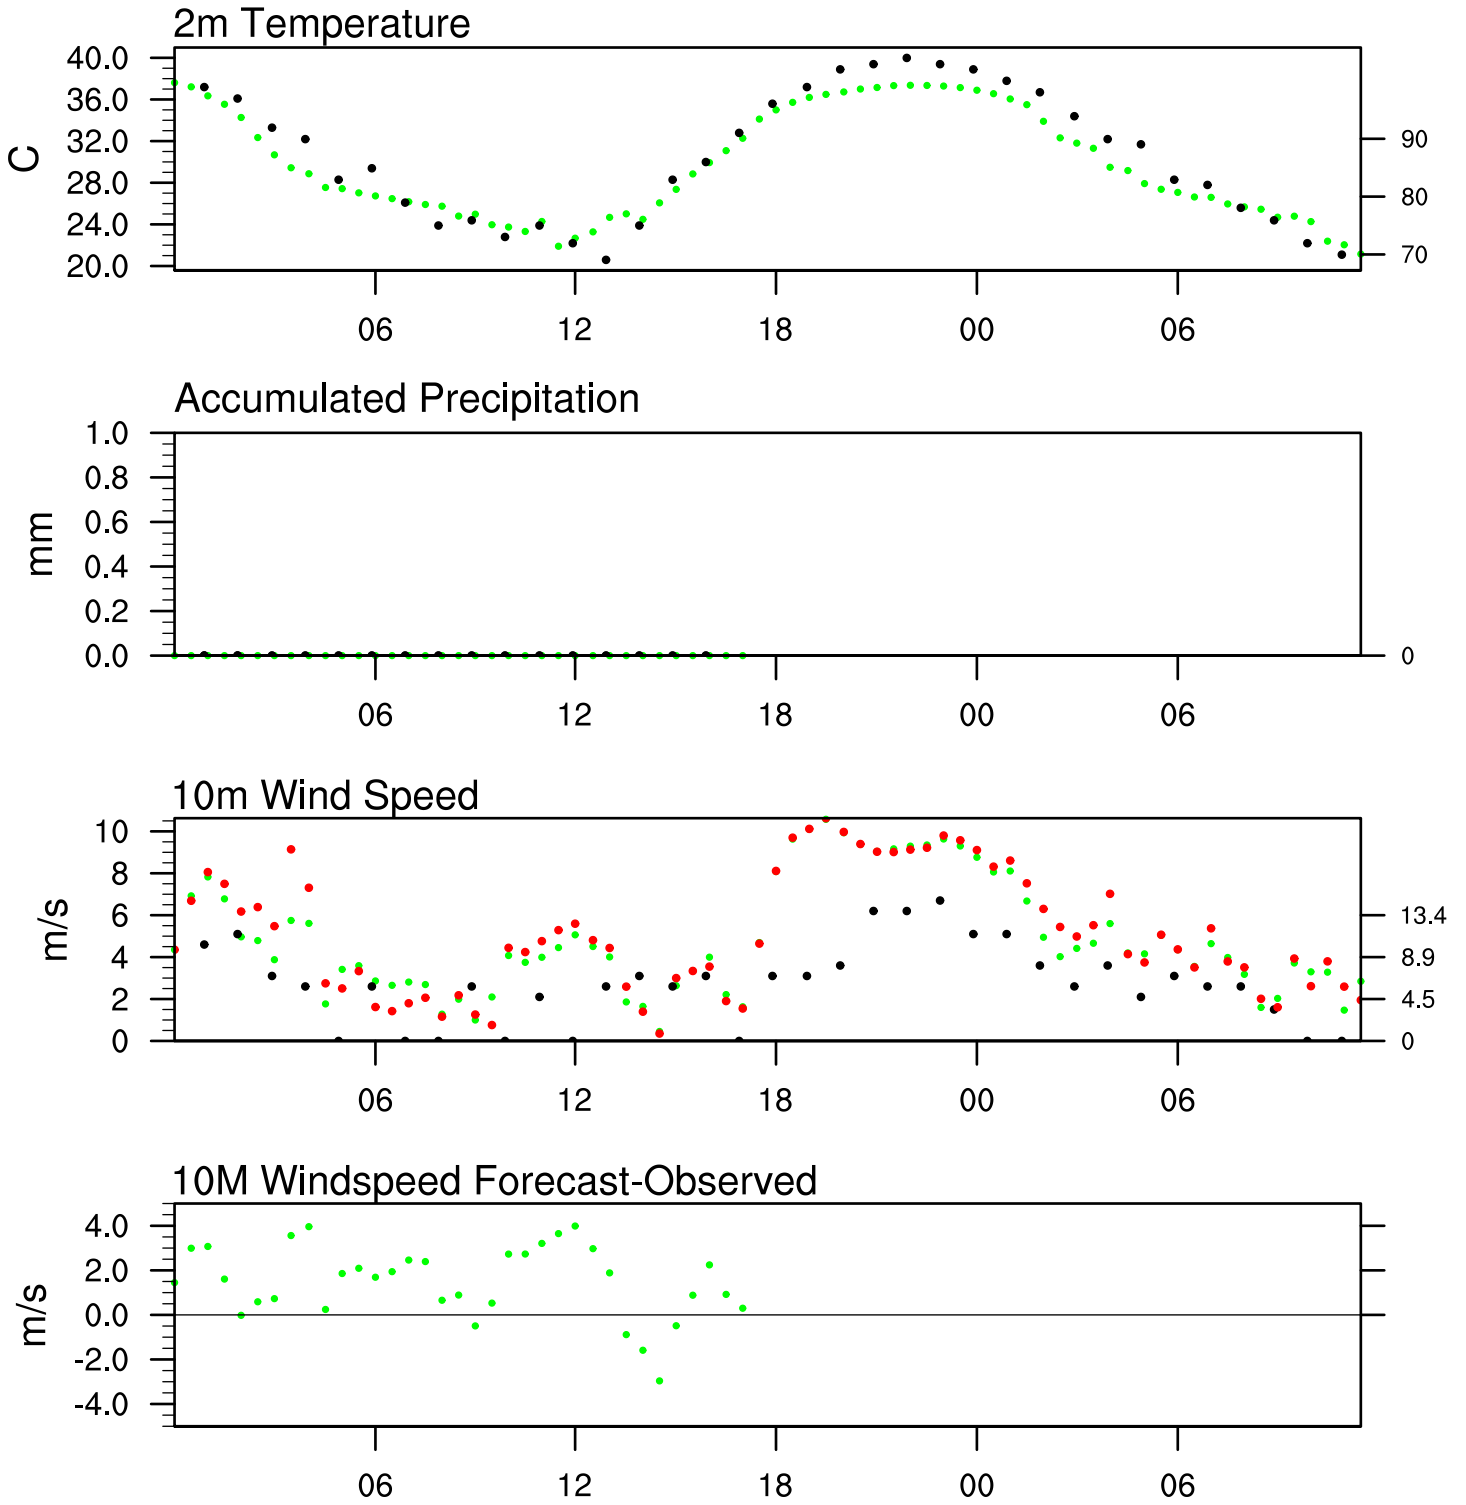 2m Temperature
40.0
36.0
32.0
28.0
24.0
20.0
C
90
80
70
06 12 18 00 06
Accumulated Precipitation
1.0
0.8
0.6
0.4
0.2
0.0
mm
0
06 12 18 00 06
10m Wind Speed
10
8
6
4
2
0
m/s
13.4
8.9
4.5
0
06 12 18 00 06
10M Windspeed Forecast-Observed
4.0
2.0
0.0
-2.0
-4.0
m/s
06 12 18 00 06